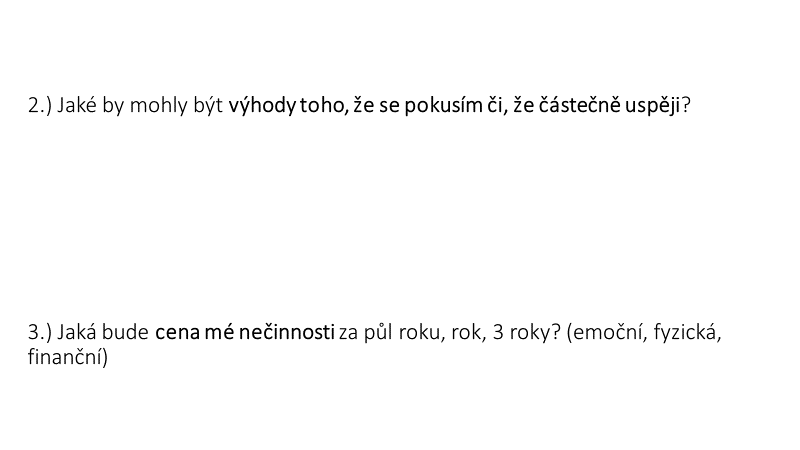 2.) Jaké by mohly být výhody toho, že se pokusím či, že částečně uspěji?
3.) Jaká bude cena mé nečinnosti za půl roku, rok, 3 roky? (emoční, fyzická,
finanční)